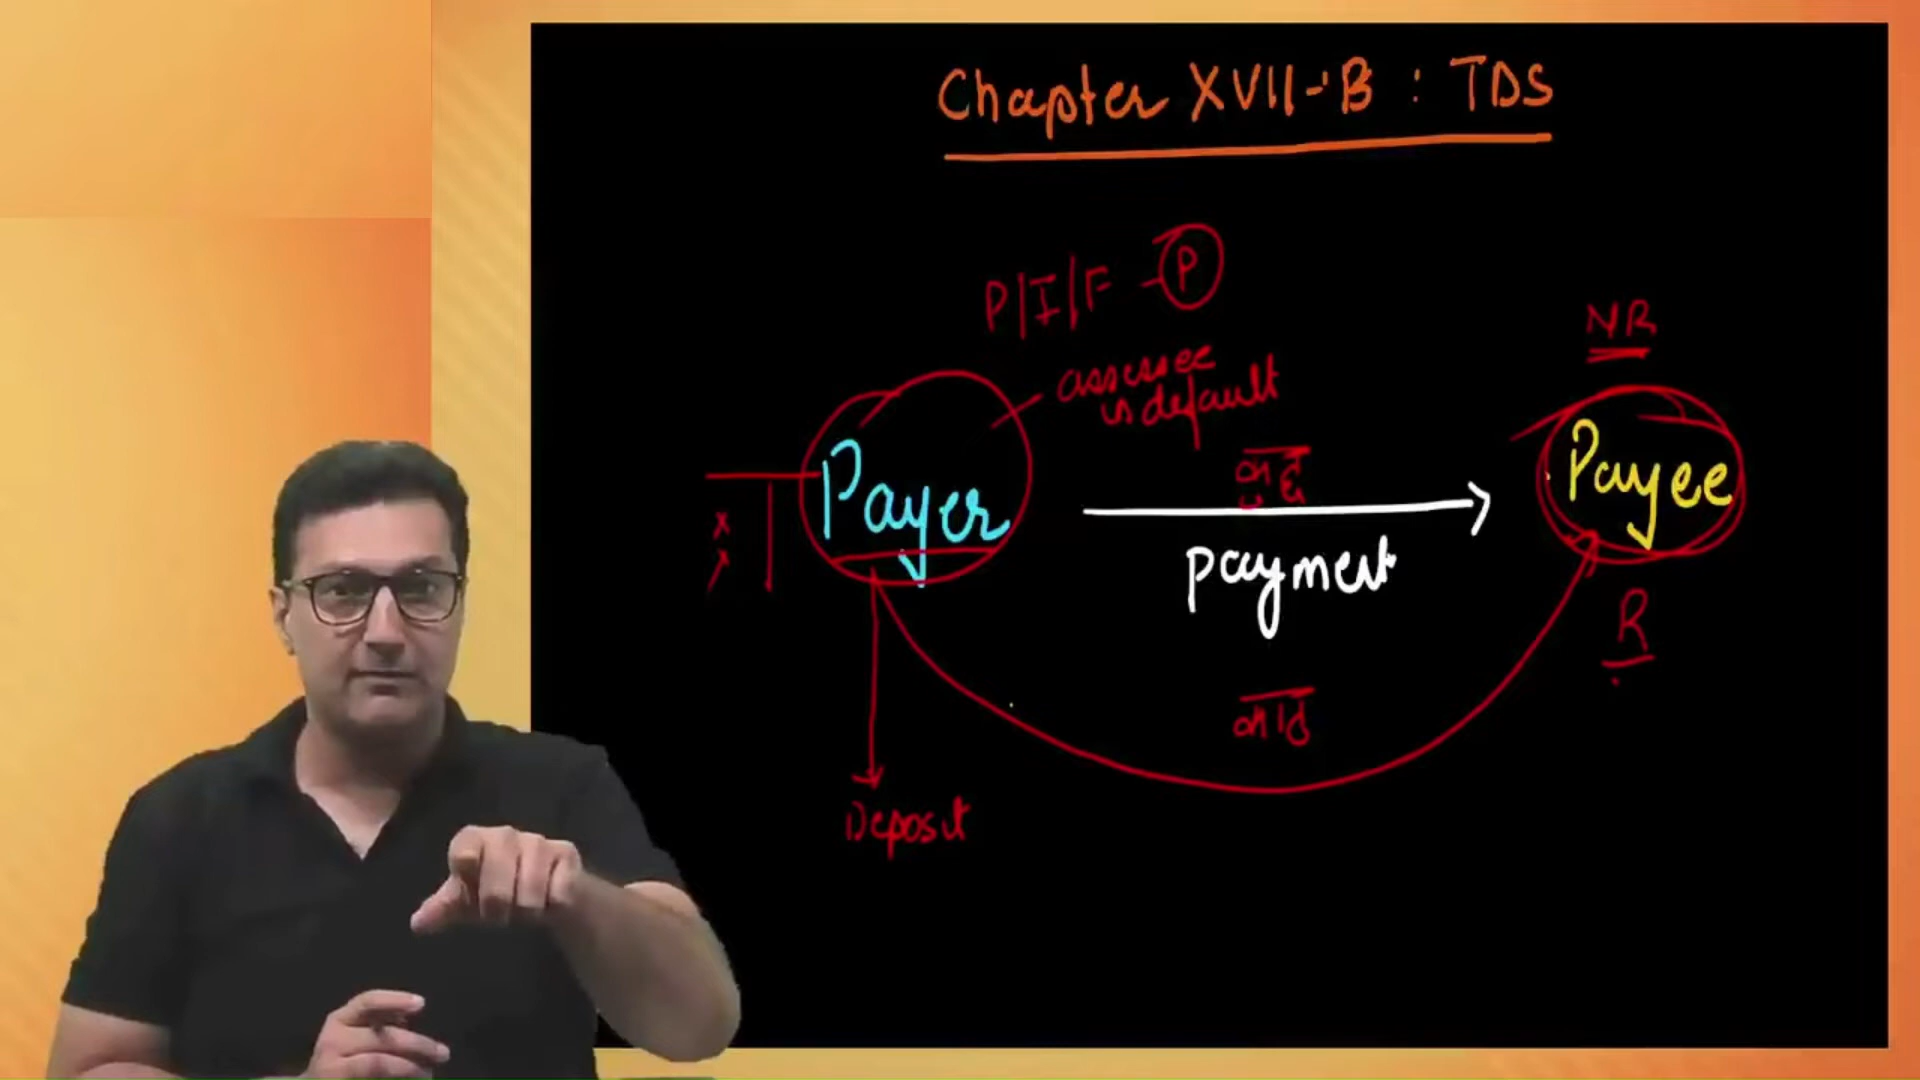 Chapter XVII-B : TDS
P/I/F - P
NR
assessee
in default
Payer
Payee
payment
R
काट
Deposit